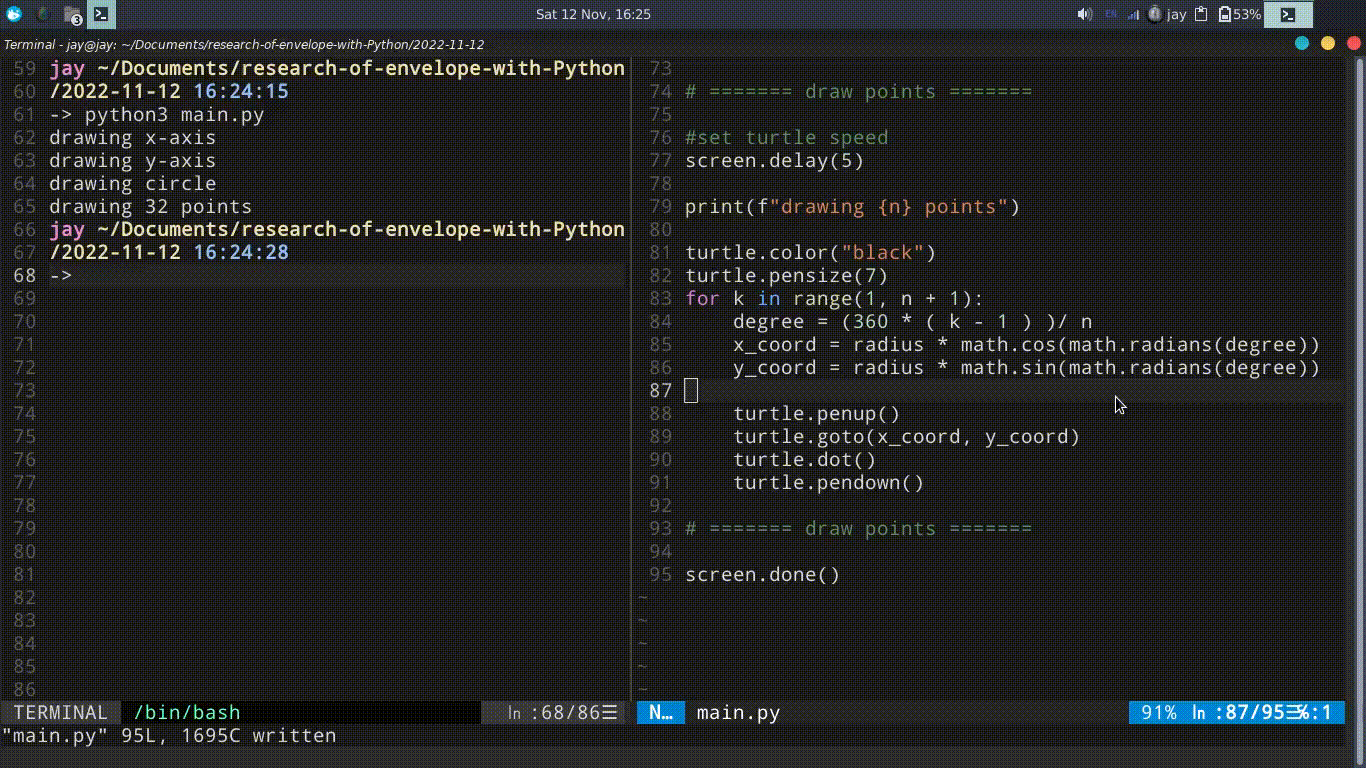 3
Sat 12 Nov, 16:25
EN
jay
53%
Terminal - jay@jay: ~/Documents/research-of-envelope-with-Python/2022-11-12
59 jay ~/Documents/research-of-envelope-with-Python
60 /2022-11-12 16:24:15
61 -> python3 main.py
62 drawing x-axis
63 drawing y-axis
64 drawing circle
65 drawing 32 points
66 jay ~/Documents/research-of-envelope-with-Python
67 /2022-11-12 16:24:28
68 ->
69
70
71
72
73
74
75
76
77
78
79
80
81
82
83
84
85
86
TERMINAL /bin/bash ln :68/86☰
73
74 # ======= draw points =======
75
76 #set turtle speed
77 screen.delay(5)
78
79 print(f"drawing {n} points")
80
81 turtle.color("black")
82 turtle.pensize(7)
83 for k in range(1, n + 1):
84     degree = (360 * ( k - 1 ) )/ n
85     x_coord = radius * math.cos(math.radians(degree))
86     y_coord = radius * math.sin(math.radians(degree))
87
88     turtle.penup()
89     turtle.goto(x_coord, y_coord)
90     turtle.dot()
91     turtle.pendown()
92
93 # ======= draw points =======
94
95 screen.done()
~
~
~
~
~
N… main.py 91% ln :87/95☰℅:1
"main.py" 95L, 1695C written